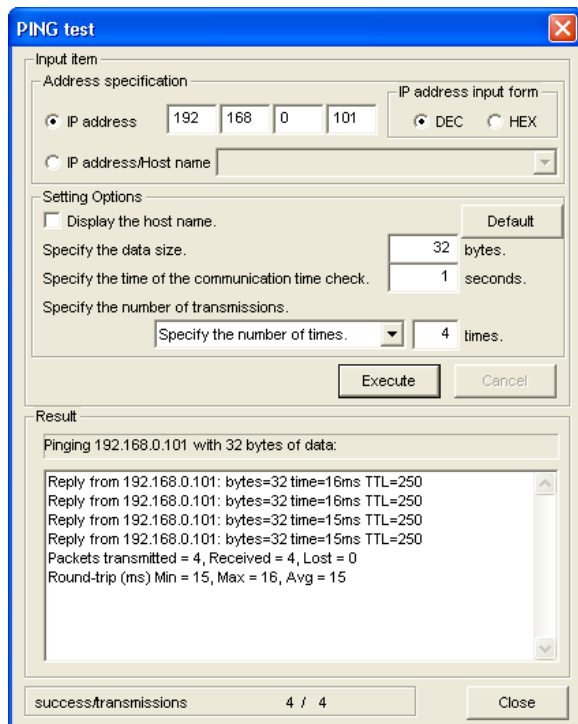 PING test
Input item
Address specification
IP address input form
IP address 192 168 0 101 DEC HEX
IP address/Host name
Setting Options
Display the host name. Default
Specify the data size. 32 bytes.
Specify the time of the communication time check. 1 seconds.
Specify the number of transmissions.
Specify the number of times. 4 times.
Execute Cancel
Result
Pinging 192.168.0.101 with 32 bytes of data:
Reply from 192.168.0.101: bytes=32 time=16ms TTL=250
Reply from 192.168.0.101: bytes=32 time=16ms TTL=250
Reply from 192.168.0.101: bytes=32 time=15ms TTL=250
Reply from 192.168.0.101: bytes=32 time=15ms TTL=250
Packets transmitted = 4, Received = 4, Lost = 0
Round-trip (ms) Min = 15, Max = 16, Avg = 15
success/transmissions 4 / 4 Close